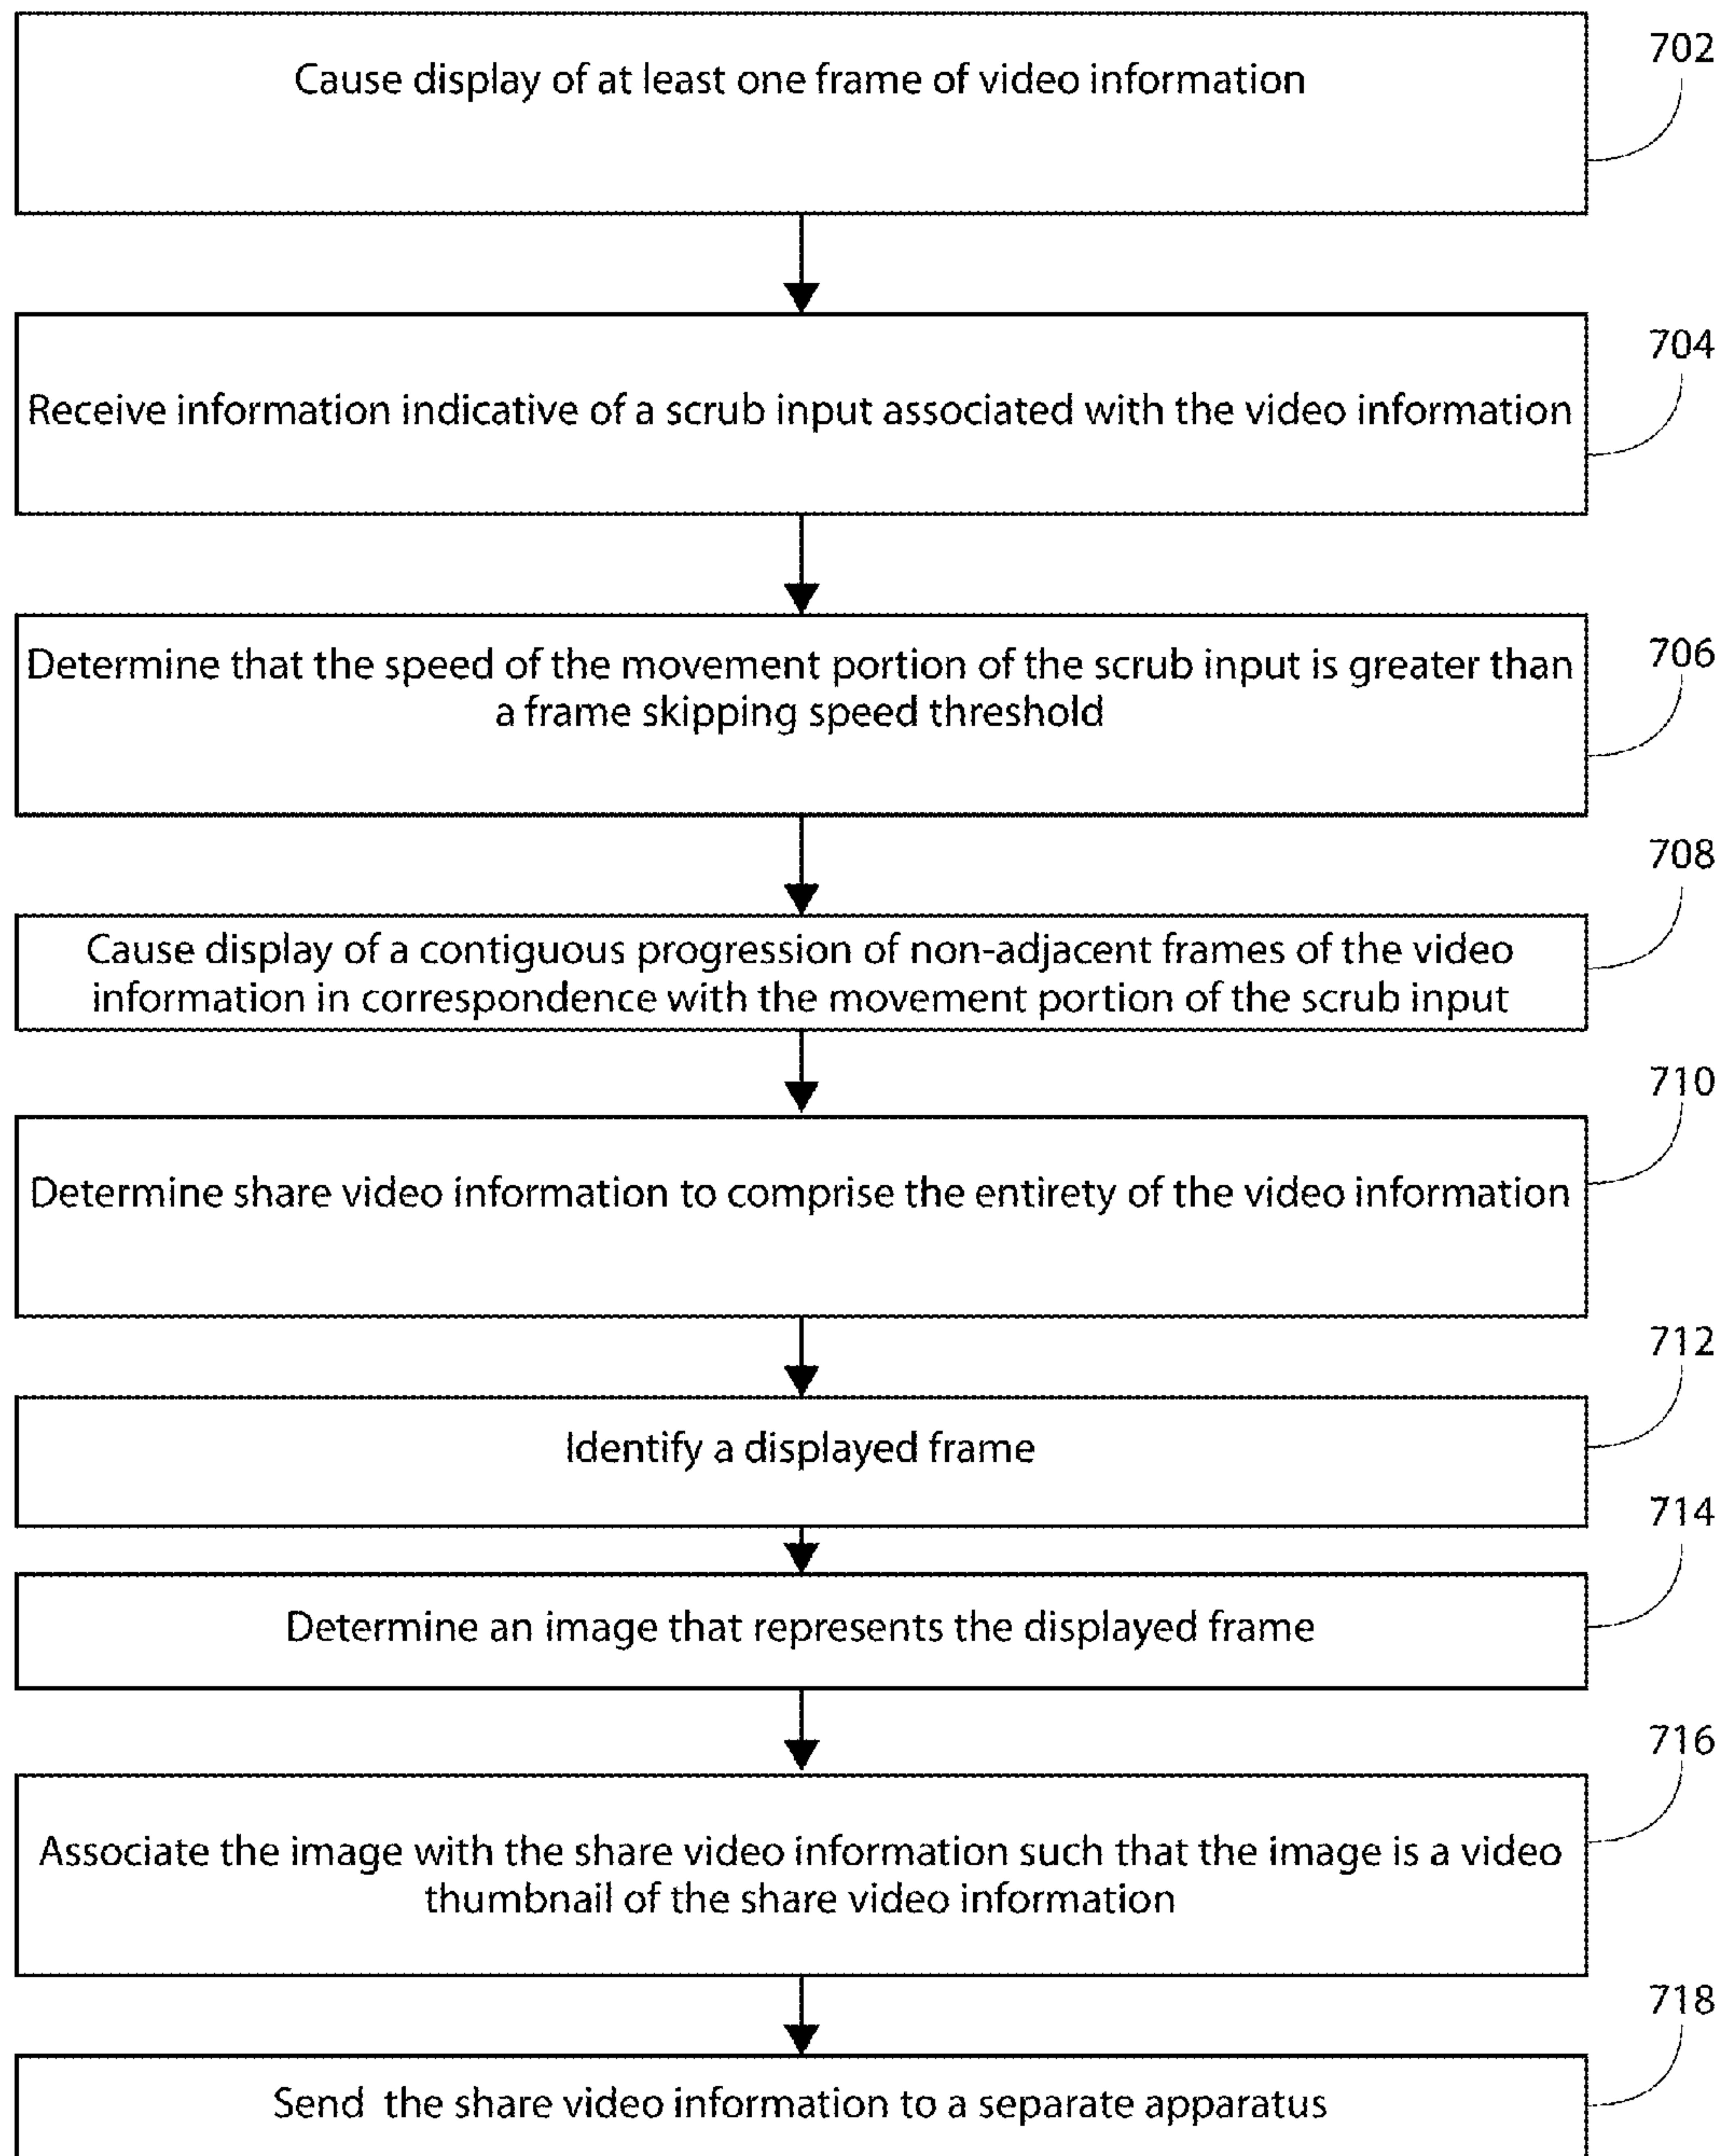 702
Cause display of at least one frame of video information
704
Receive information indicative of a scrub input associated with the video information
706
Determine that the speed of the movement portion of the scrub input is greater than
a frame skipping speed threshold
708
Cause display of a contiguous progression of non-adjacent frames of the video
information in correspondence with the movement portion of the scrub input
710
Determine share video information to comprise the entirety of the video information
712
Identify a displayed frame
714
Determine an image that represents the displayed frame
716
Associate the image with the share video information such that the image is a video
thumbnail of the share video information
718
Send the share video information to a separate apparatus